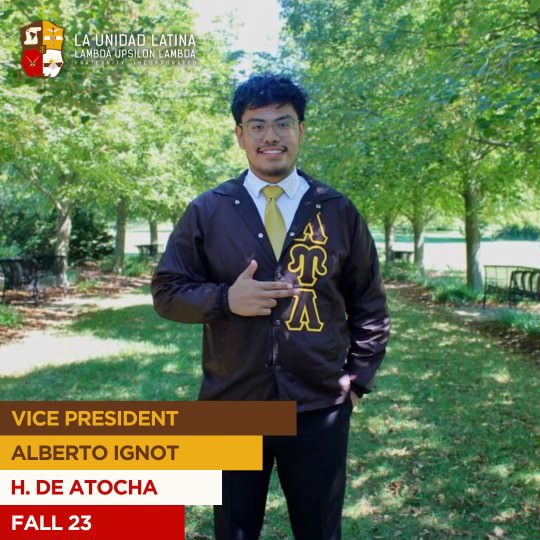 LA UNIDAD LATINA
LAMBDA UPSILON LAMBDA
FRATERNITY, INCORPORATED
Λ
Υ
Λ
VICE PRESIDENT
ALBERTO IGNOT
H. DE ATOCHA
FALL 23